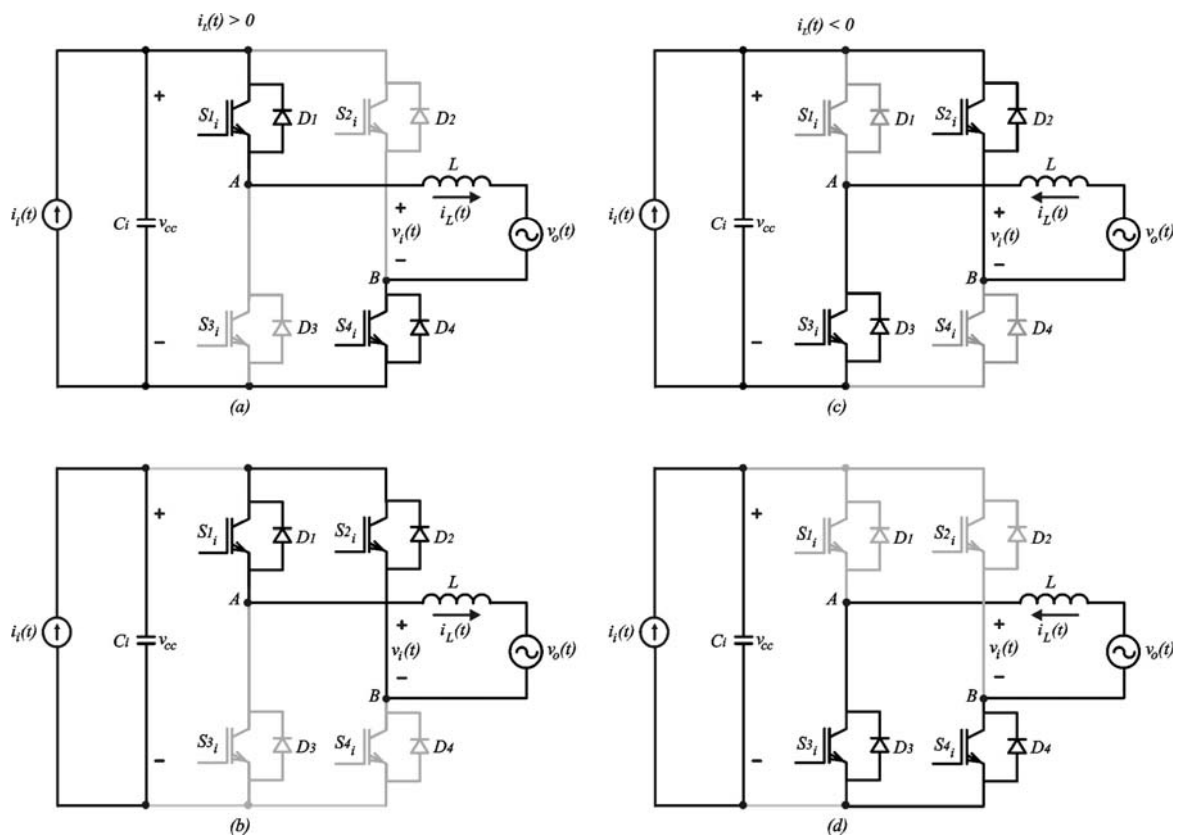 i_L(t) > 0
i_i(t)
C_i
+
v_cc
−
S1_i
D1
S2_i
D2
A
L
i_L(t)
+
v_i(t)
−
v_o(t)
B
S3_i
D3
S4_i
D4
(a)
i_L(t) < 0
i_i(t)
C_i
+
v_cc
−
S1_i
D1
S2_i
D2
A
L
i_L(t)
+
v_i(t)
−
v_o(t)
B
S3_i
D3
S4_i
D4
(c)
i_i(t)
C_i
+
v_cc
−
S1_i
D1
S2_i
D2
A
L
i_L(t)
+
v_i(t)
−
v_o(t)
B
S3_i
D3
S4_i
D4
(b)
i_i(t)
C_i
+
v_cc
−
S1_i
D1
S2_i
D2
A
L
i_L(t)
+
v_i(t)
−
v_o(t)
B
S3_i
D3
S4_i
D4
(d)